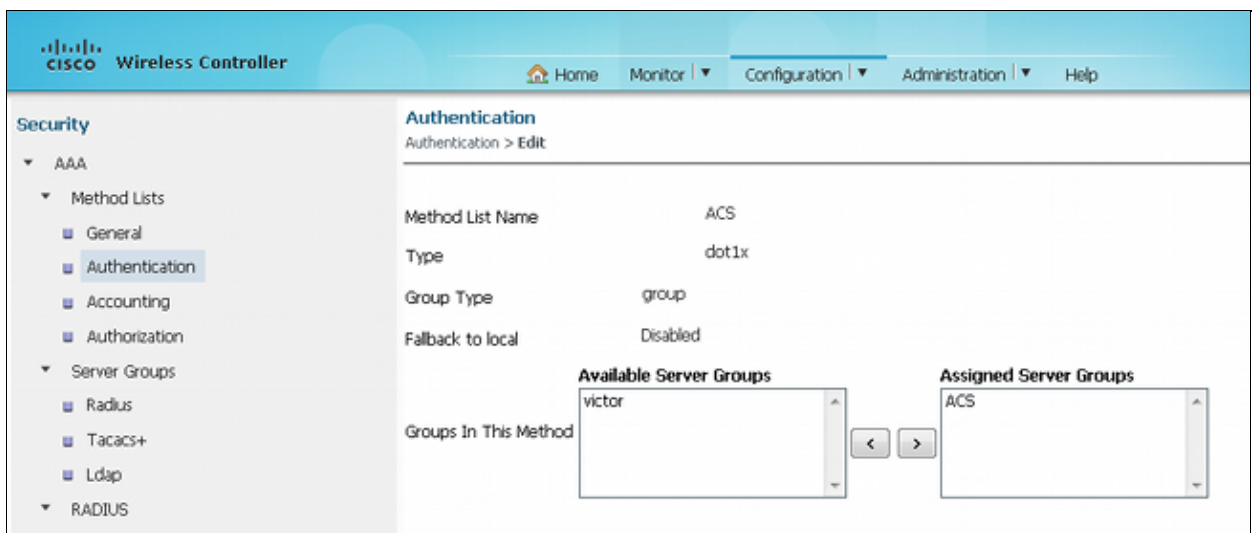 CISCO Wireless Controller
Home Monitor Configuration Administration Help
Security
AAA
Method Lists
General
Authentication
Accounting
Authorization
Server Groups
Radius
Tacacs+
Ldap
RADIUS
Authentication
Authentication > Edit
Method List Name ACS
Type dot1x
Group Type group
Fallback to local Disabled
Available Server Groups Assigned Server Groups
victor ACS
Groups In This Method < >